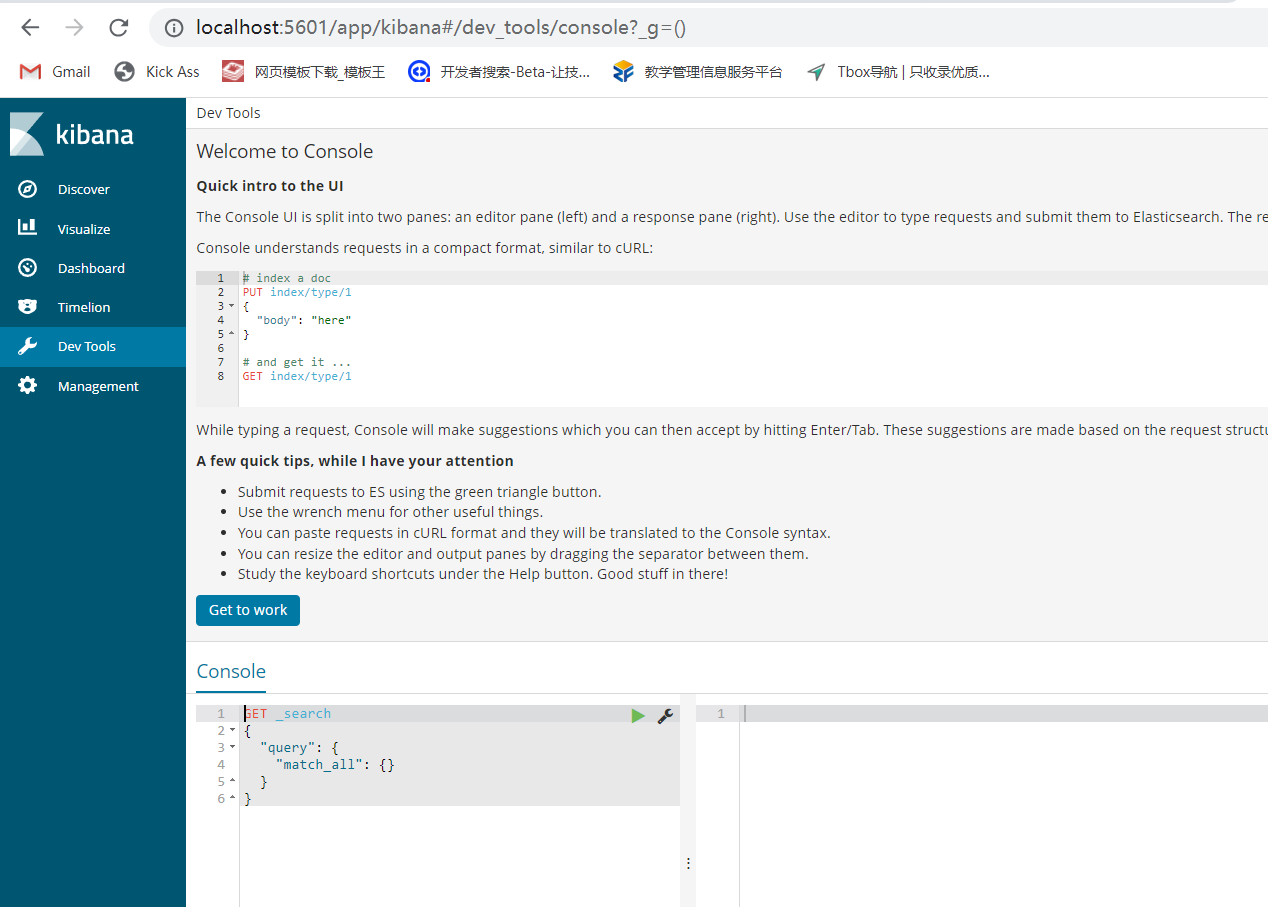 localhost:5601/app/kibana#/dev_tools/console?_g=()
Gmail Kick Ass 网页模板下载_模板王 开发者搜索-Beta-让技... 教学管理信息服务平台 Tbox导航 | 只收录优质...
kibana
Discover
Visualize
Dashboard
Timelion
Dev Tools
Management
Dev Tools
Welcome to Console
Quick intro to the UI
The Console UI is split into two panes: an editor pane (left) and a response pane (right). Use the editor to type requests and submit them to Elasticsearch. The re
Console understands requests in a compact format, similar to cURL:
1 # index a doc
2 PUT index/type/1
3 {
4 "body": "here"
5 }
6
7 # and get it ...
8 GET index/type/1
While typing a request, Console will make suggestions which you can then accept by hitting Enter/Tab. These suggestions are made based on the request structu
A few quick tips, while I have your attention
• Submit requests to ES using the green triangle button.
• Use the wrench menu for other useful things.
• You can paste requests in cURL format and they will be translated to the Console syntax.
• You can resize the editor and output panes by dragging the separator between them.
• Study the keyboard shortcuts under the Help button. Good stuff in there!
Get to work
Console
1 GET _search
2 {
3 "query": {
4 "match_all": {}
5 }
6 }
1